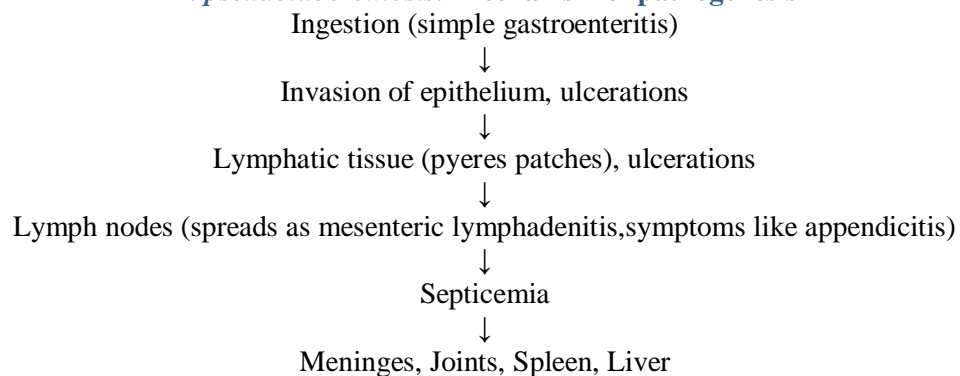 Ingestion (simple gastroenteritis)
↓
Invasion of epithelium, ulcerations
↓
Lymphatic tissue (pyeres patches), ulcerations
↓
Lymph nodes (spreads as mesenteric lymphadenitis,symptoms like appendicitis)
↓
Septicemia
↓
Meninges, Joints, Spleen, Liver